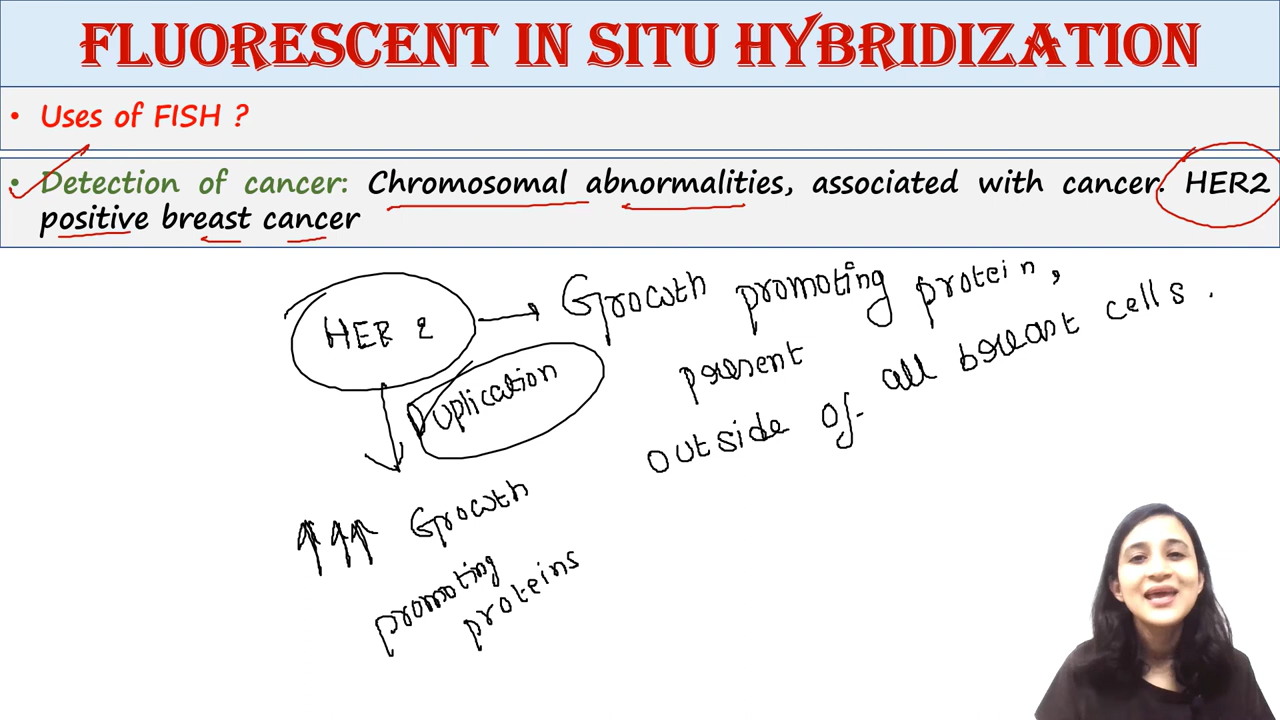 FLUORESCENT IN SITU HYBRIDIZATION
• Uses of FISH ?
• Detection of cancer: Chromosomal abnormalities, associated with cancer. HER2
positive breast cancer
HER 2 → Growth promoting protein,
present
outside of all breast cells.
Duplication
↑↑↑ Growth
promoting
proteins